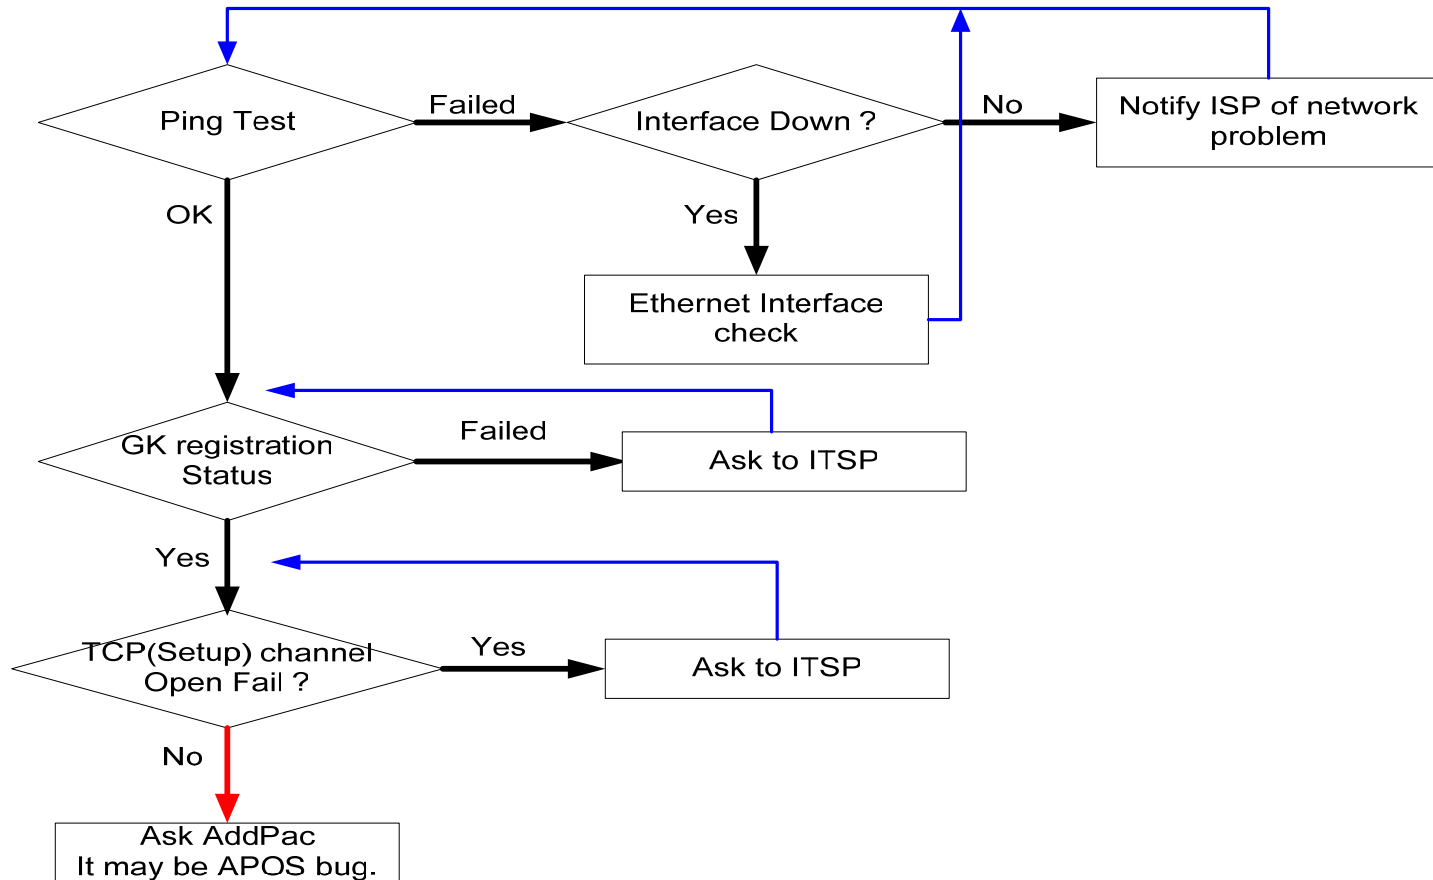 Ping Test
Failed
Interface Down ?
No
Notify ISP of network
problem
OK
Yes
Ethernet Interface
check
GK registration
Status
Failed
Ask to ITSP
Yes
TCP(Setup) channel
Open Fail ?
Yes
Ask to ITSP
No
Ask AddPac
It may be APOS bug.